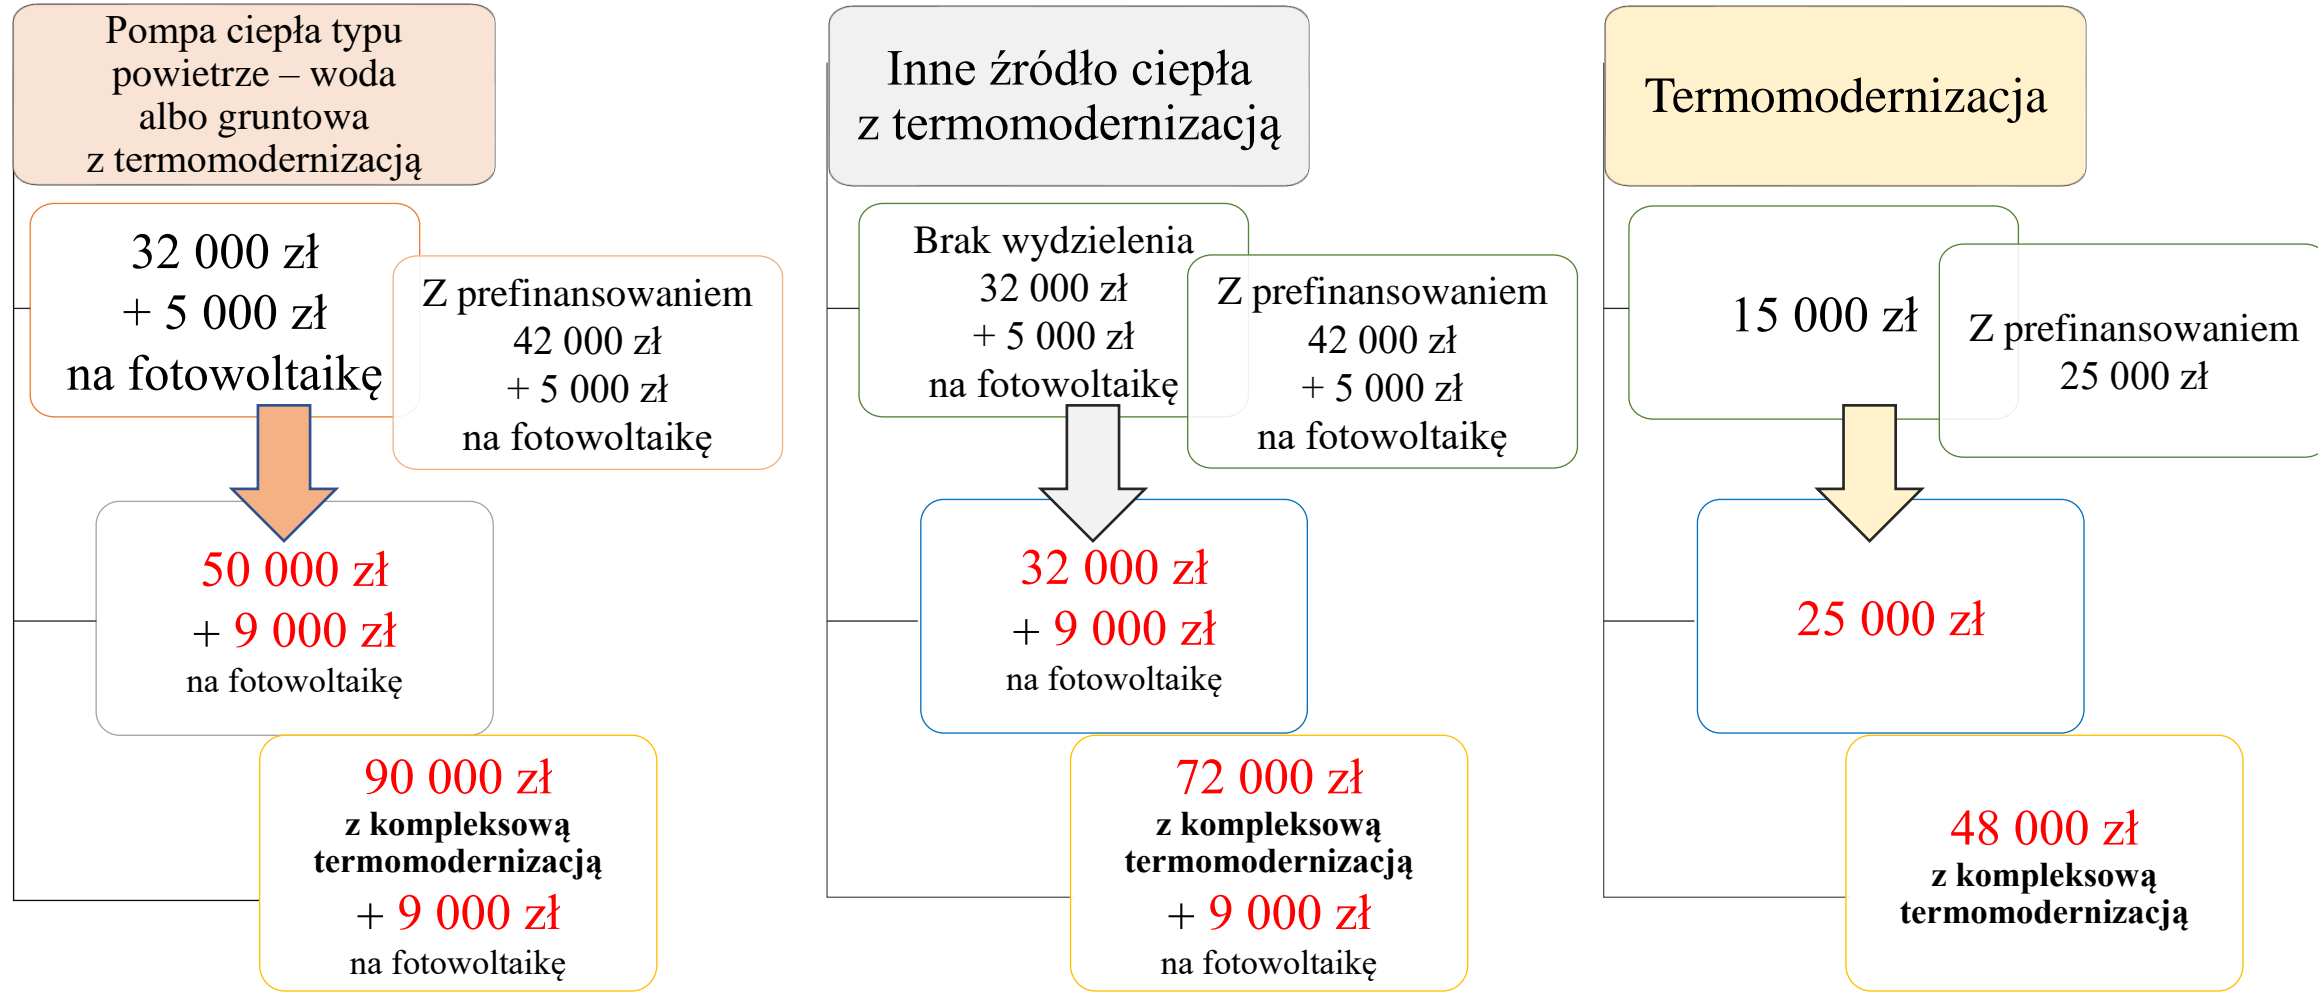 Pompa ciepła typu
powietrze – woda
albo gruntowa
z termomodernizacją
32 000 zł
+ 5 000 zł
na fotowoltaikę
Z prefinansowaniem
42 000 zł
+ 5 000 zł
na fotowoltaikę
50 000 zł
+ 9 000 zł
na fotowoltaikę
90 000 zł
z kompleksową
termomodernizacją
+ 9 000 zł
na fotowoltaikę
Inne źródło ciepła
z termomodernizacją
Brak wydzielenia
32 000 zł
+ 5 000 zł
na fotowoltaikę
Z prefinansowaniem
42 000 zł
+ 5 000 zł
na fotowoltaikę
32 000 zł
+ 9 000 zł
na fotowoltaikę
72 000 zł
z kompleksową
termomodernizacją
+ 9 000 zł
na fotowoltaikę
Termomodernizacja
15 000 zł
Z prefinansowaniem
25 000 zł
25 000 zł
48 000 zł
z kompleksową
termomodernizacją